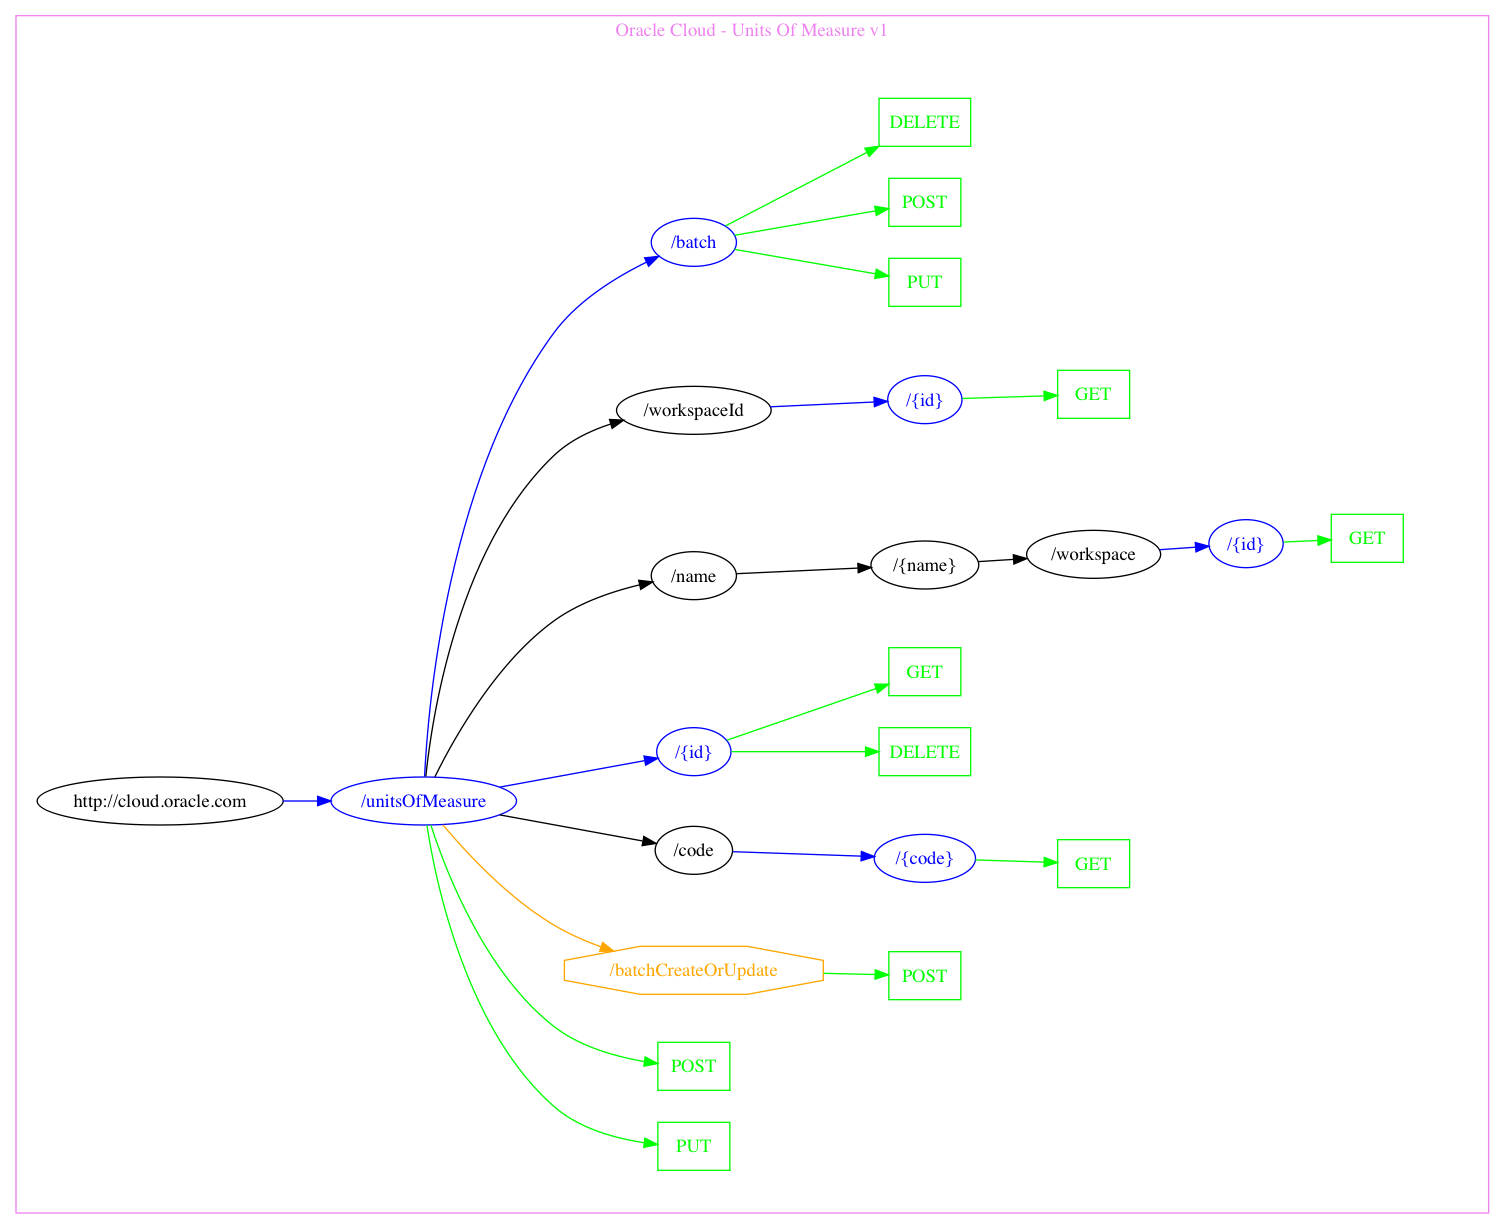 Oracle Cloud - Units Of Measure v1
DELETE
POST
/batch
PUT
/workspaceId
/{id}
GET
/name
/{name}
/workspace
/{id}
GET
GET
/{id}
DELETE
http://cloud.oracle.com
/unitsOfMeasure
/code
/{code}
GET
/batchCreateOrUpdate
POST
POST
PUT